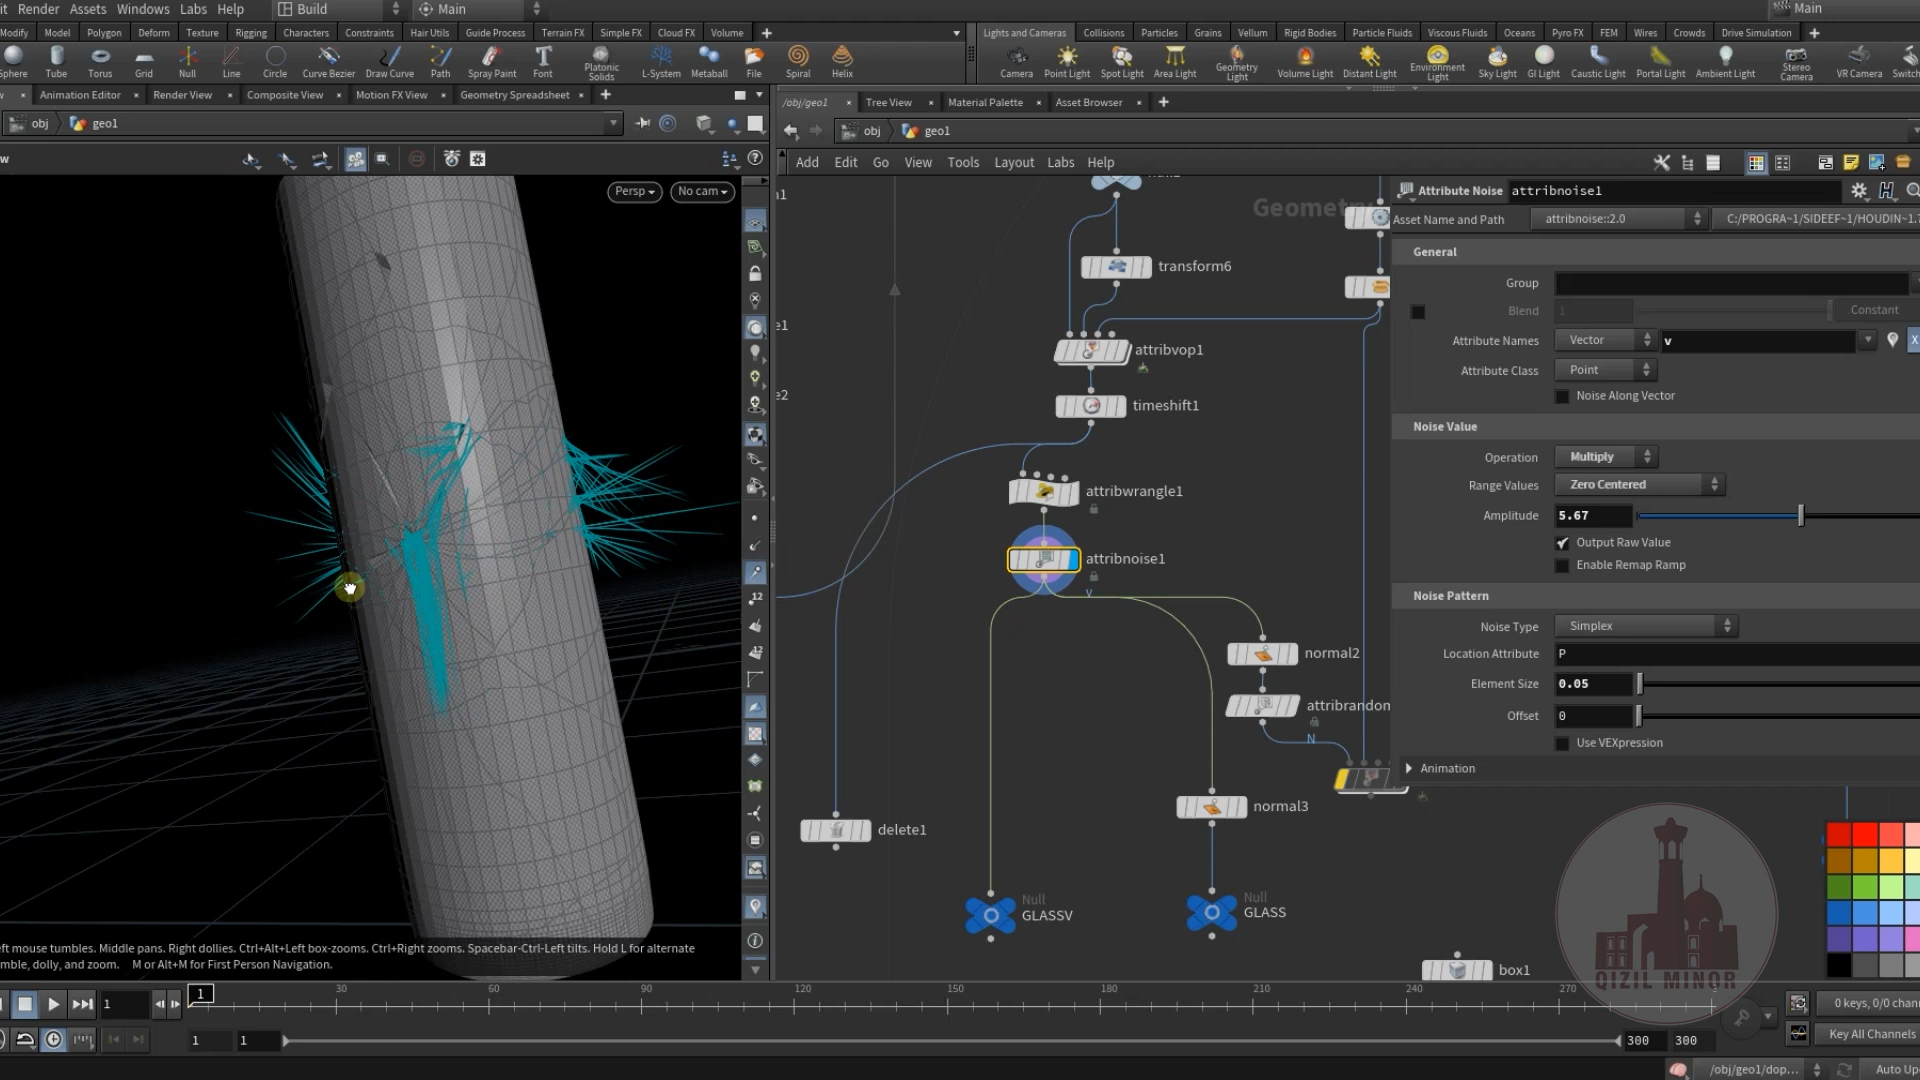 it Render Assets Windows Labs Help Build Main Main
Modify Model Polygon Deform Texture Rigging Characters Constraints Hair Utils Guide Process Terrain FX Simple FX Cloud FX Volume
Lights and Cameras Collisions Particles Grains Vellum Rigid Bodies Particle Fluids Viscous Fluids Oceans Pyro FX FEM Wires Crowds Drive Simulation
Sphere Tube Torus Grid Null Line Circle Curve Bezier Draw Curve Path Spray Paint Font Platonic Solids L-System Metaball File Spiral Helix
Camera Point Light Spot Light Area Light Geometry Light Volume Light Distant Light Environment Light Sky Light GI Light Caustic Light Portal Light Ambient Light Stereo Camera VR Camera Switch
w Animation Editor Render View Composite View Motion FX View Geometry Spreadsheet
/obj/geo1 Tree View Material Palette Asset Browser
obj geo1
obj geo1
w
Add Edit Go View Tools Layout Labs Help
Persp No cam
Geometr
Attribute Noise attribnoise1
Asset Name and Path attribnoise::2.0 C:/PROGRA~1/SIDEEF~1/HOUDIN~1.7
General
Group
Blend 1 Constant
Attribute Names Vector v X
Attribute Class Point
Noise Along Vector
Noise Value
Operation Multiply
Range Values Zero Centered
Amplitude 5.67
Output Raw Value
Enable Remap Ramp
Noise Pattern
Noise Type Simplex
Location Attribute P
Element Size 0.05
Offset 0
Use VEXpression
Animation
n1
e1
e2
transform6
attribvop1
timeshift1
attribwrangle1
attribnoise1
v
normal2
attribrandom
N
normal3
delete1
Null
GLASSV
Null
GLASS
box1
12
12
QIZIL MINOR
eft mouse tumbles. Middle pans. Right dollies. Ctrl+Alt+Left box-zooms. Ctrl+Right zooms. Spacebar-Ctrl-Left tilts. Hold L for alternate
mble, dolly, and zoom. M or Alt+M for First Person Navigation.
1 1 30 60 90 120 150 180 210 240 270
0 keys, 0/0 chann
1 1 300 300
Key All Channels
/obj/geo1/dop... Auto Up